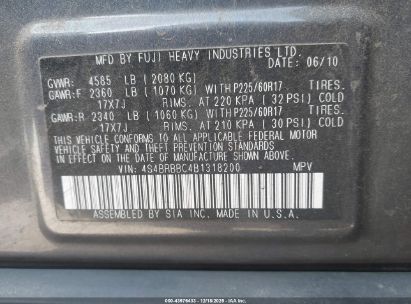 MFD BY FUJI HEAVY INDUSTRIES LTD.
DATE: 06/10
GVWR: 4585 LB (2080 KG)
GAWR:F 2360 LB (1070 KG) WITH P225/60R17 TIRES.
17X7J RIMS. AT 220 KPA (32 PSI) COLD
GAWR:R 2340 LB (1060 KG) WITH P225/60R17 TIRES.
17X7J RIMS. AT 210 KPA (30 PSI) COLD
THIS VEHICLE CONFORMS TO ALL APPLICABLE FEDERAL MOTOR
VEHICLE SAFETY AND THEFT PREVENTION STANDARDS IN
EFFECT ON THE DATE OF MANUFACTURE SHOWN ABOVE.
VIN: 4S4BRBBC4B1318200 MPV
ASSEMBLED BY SIA INC. MADE IN U.S.A.